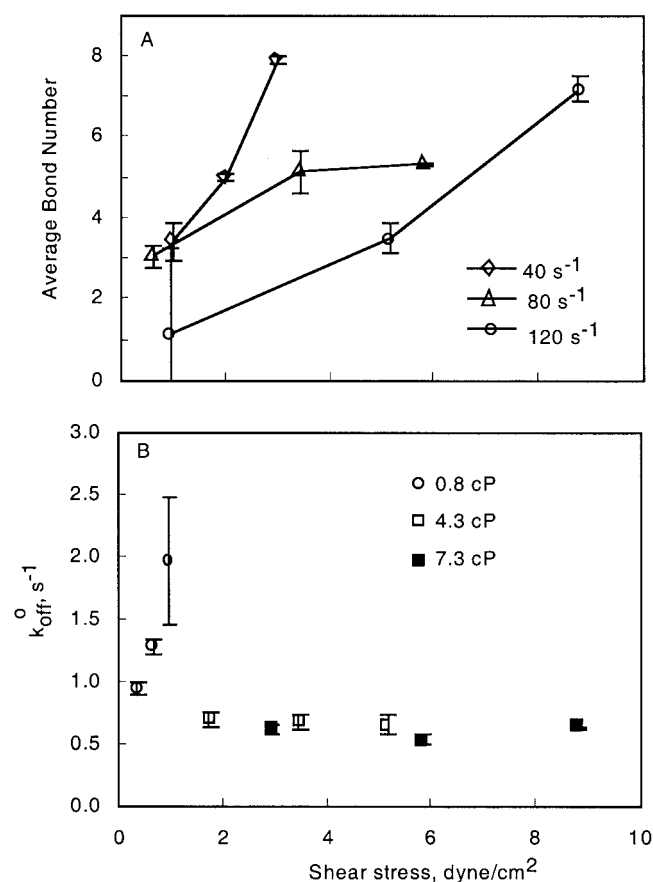 A
8
6
4
2
0
Average Bond Number
40 s-1
80 s-1
120 s-1
B
3.0
2.5
2.0
1.5
1.0
0.5
0.0
koff, s-1
o
0.8 cP
4.3 cP
7.3 cP
0 2 4 6 8 10
Shear stress, dyne/cm2